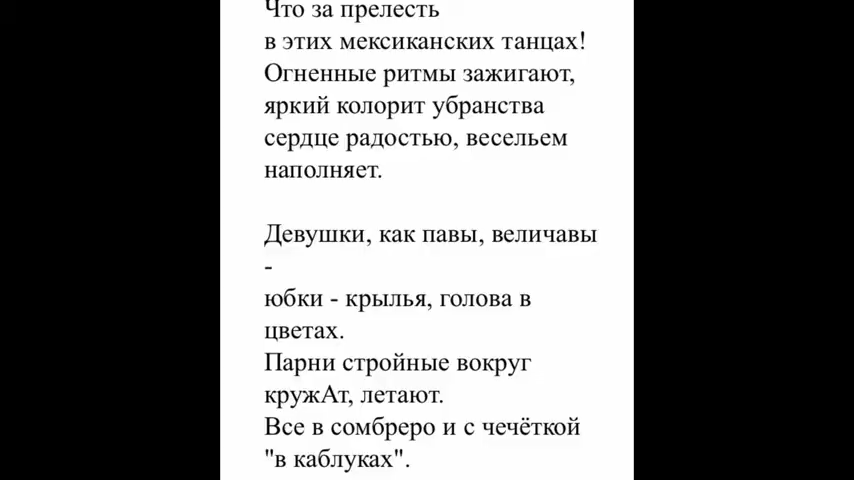 Что за прелесть
в этих мексиканских танцах!
Огненные ритмы зажигают,
яркий колорит убранства
сердце радостью, весельем
наполняет.

Девушки, как павы, величавы
-
юбки - крылья, голова в
цветах.
Парни стройные вокруг
кружАт, летают.
Все в сомбреро и с чечёткой
"в каблуках".